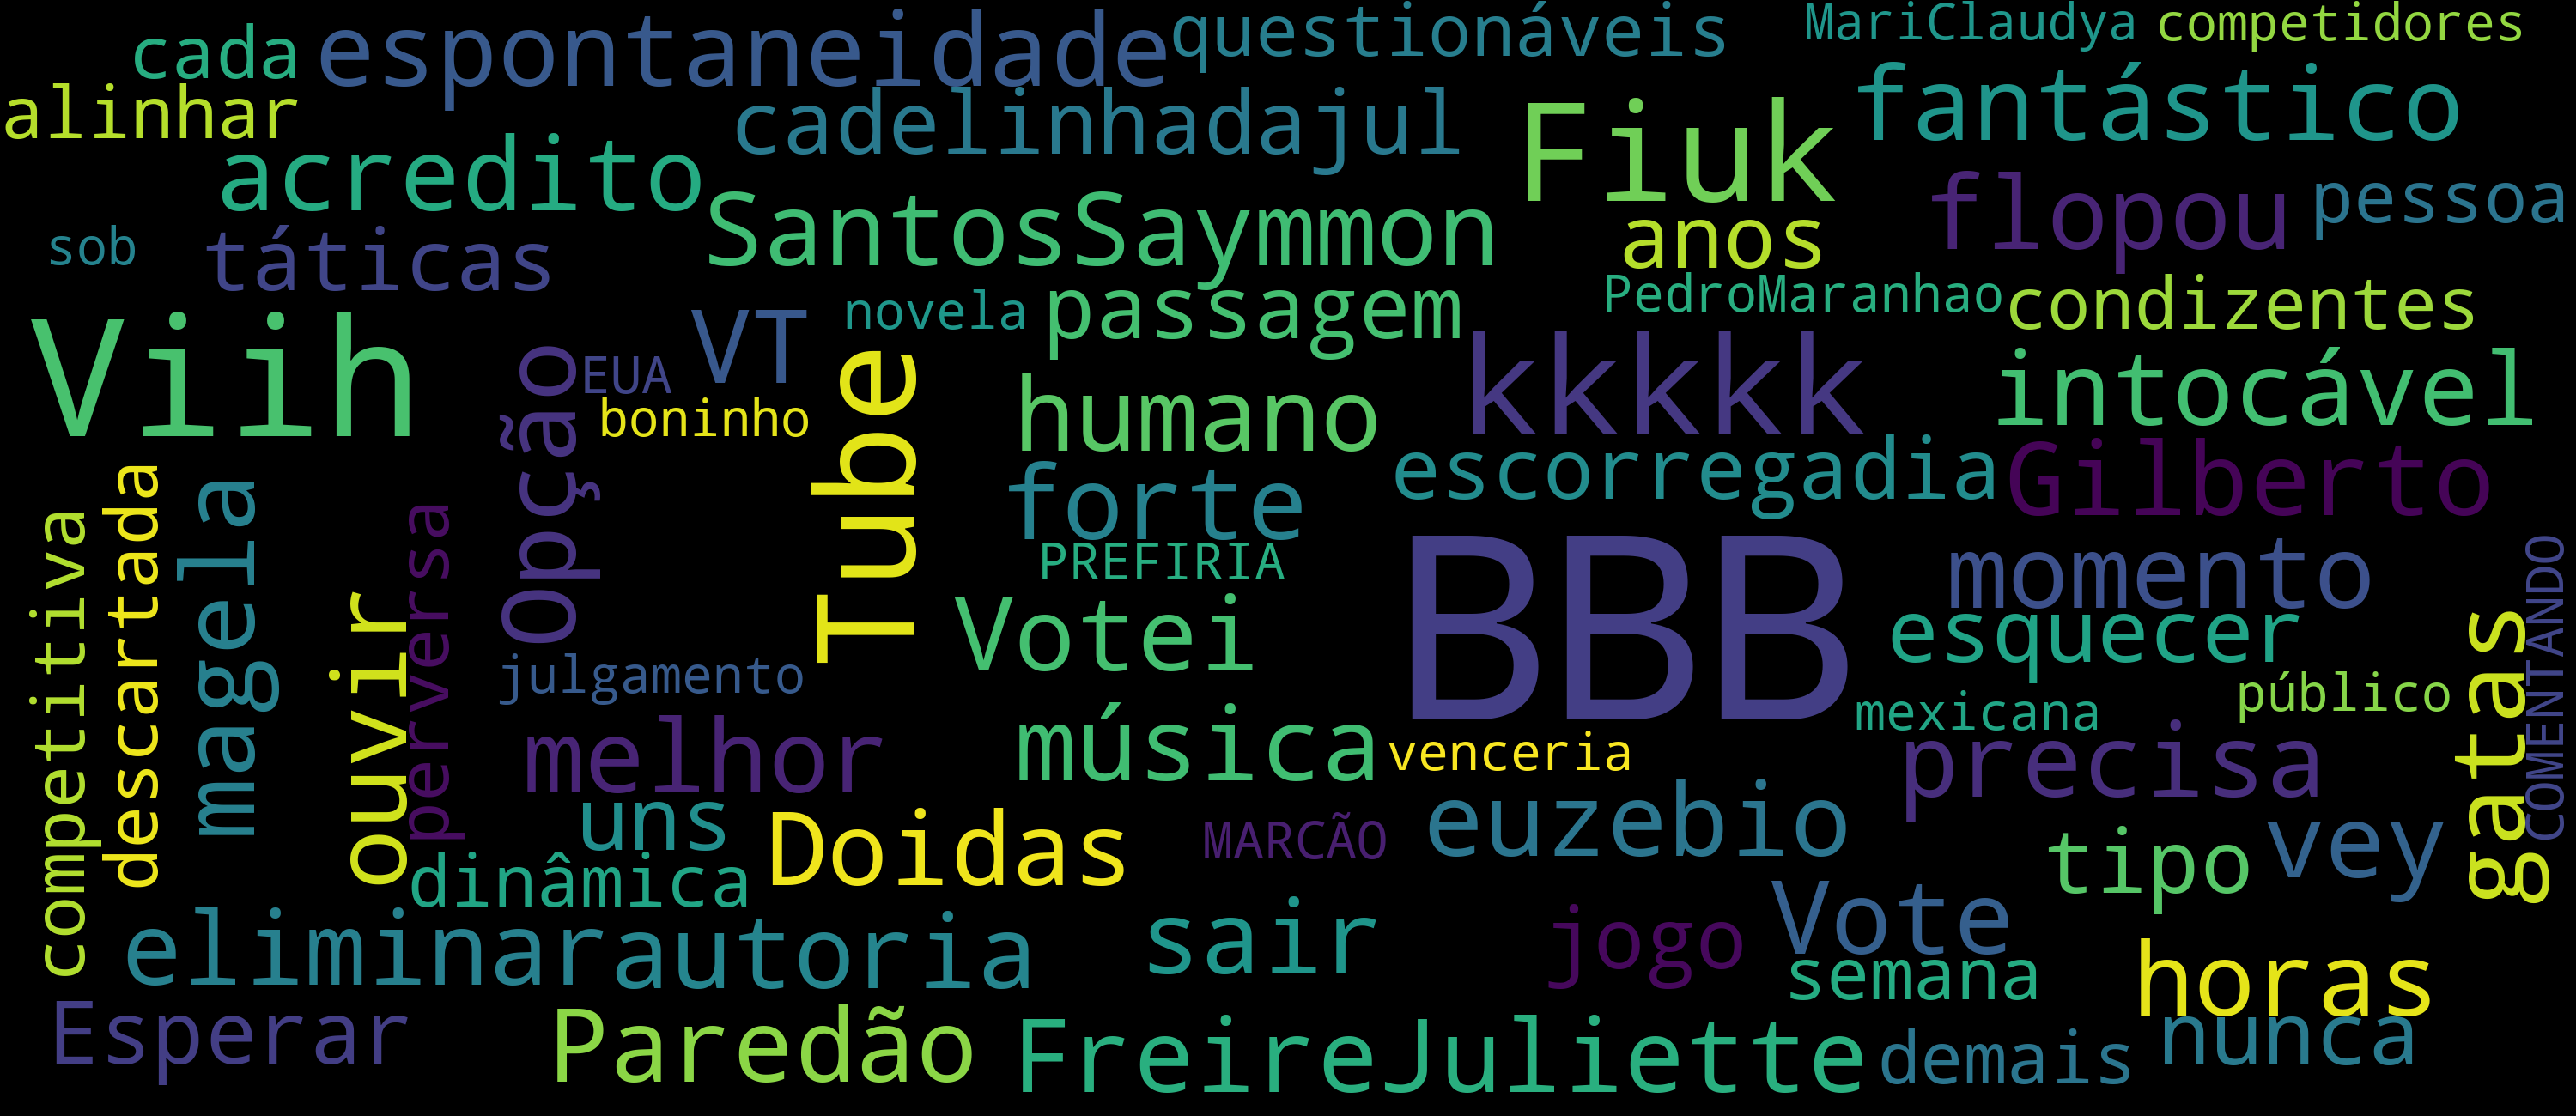 cada
espontaneidade
questionáveis
MariClaudya
competidores
alinhar
cadelinhadajul
Fiuk
fantástico
acredito
SantosSaymmon
anos
flopou
pessoa
sob
táticas
novela
passagem
PedroMaranhao
condizentes
Viih
Opção
EUA
VT
boninho
Tube
humano
kkkkk
intocável
competitiva
descartada
magela
ouvir
perversa
forte
escorregadia
Gilberto
PREFIRIA
BBB
momento
COMENTANDO
julgamento
Votei
esquecer
gatas
melhor
música
venceria
mexicana
público
precisa
uns
Doidas
MARCÃO
euzebio
tipo
vey
dinâmica
eliminar
autoria
sair
jogo
Vote
semana
horas
Esperar
Paredão
FreireJuliette
demais
nunca